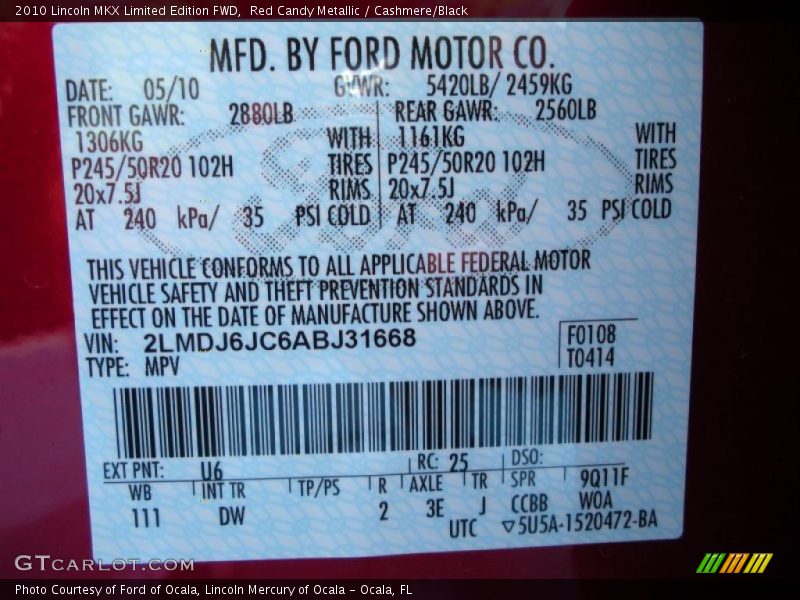 2010 Lincoln MKX Limited Edition FWD,  Red Candy Metallic / Cashmere/Black
MFD. BY FORD MOTOR CO.
DATE: 05/10 GVWR: 5420LB/ 2459KG
FRONT GAWR: 2880LB REAR GAWR: 2560LB
1306KG WITH 1161KG WITH
P245/50R20 102H TIRES P245/50R20 102H TIRES
20x7.5J RIMS 20x7.5J RIMS
AT 240 kPa/ 35 PSI COLD AT 240 kPa/ 35 PSI COLD
THIS VEHICLE CONFORMS TO ALL APPLICABLE FEDERAL MOTOR
VEHICLE SAFETY AND THEFT PREVENTION STANDARDS IN
EFFECT ON THE DATE OF MANUFACTURE SHOWN ABOVE.
VIN: 2LMDJ6JC6ABJ31668 F0108
TYPE: MPV T0414
EXT PNT: U6 RC: 25 DSO:
WB INT TR TP/PS R AXLE TR SPR 9Q11F
111 DW 2 3E J CCBB WOA
UTC ▽5U5A-1520472-BA
GTCARLOT.COM
Photo Courtesy of Ford of Ocala, Lincoln Mercury of Ocala – Ocala, FL